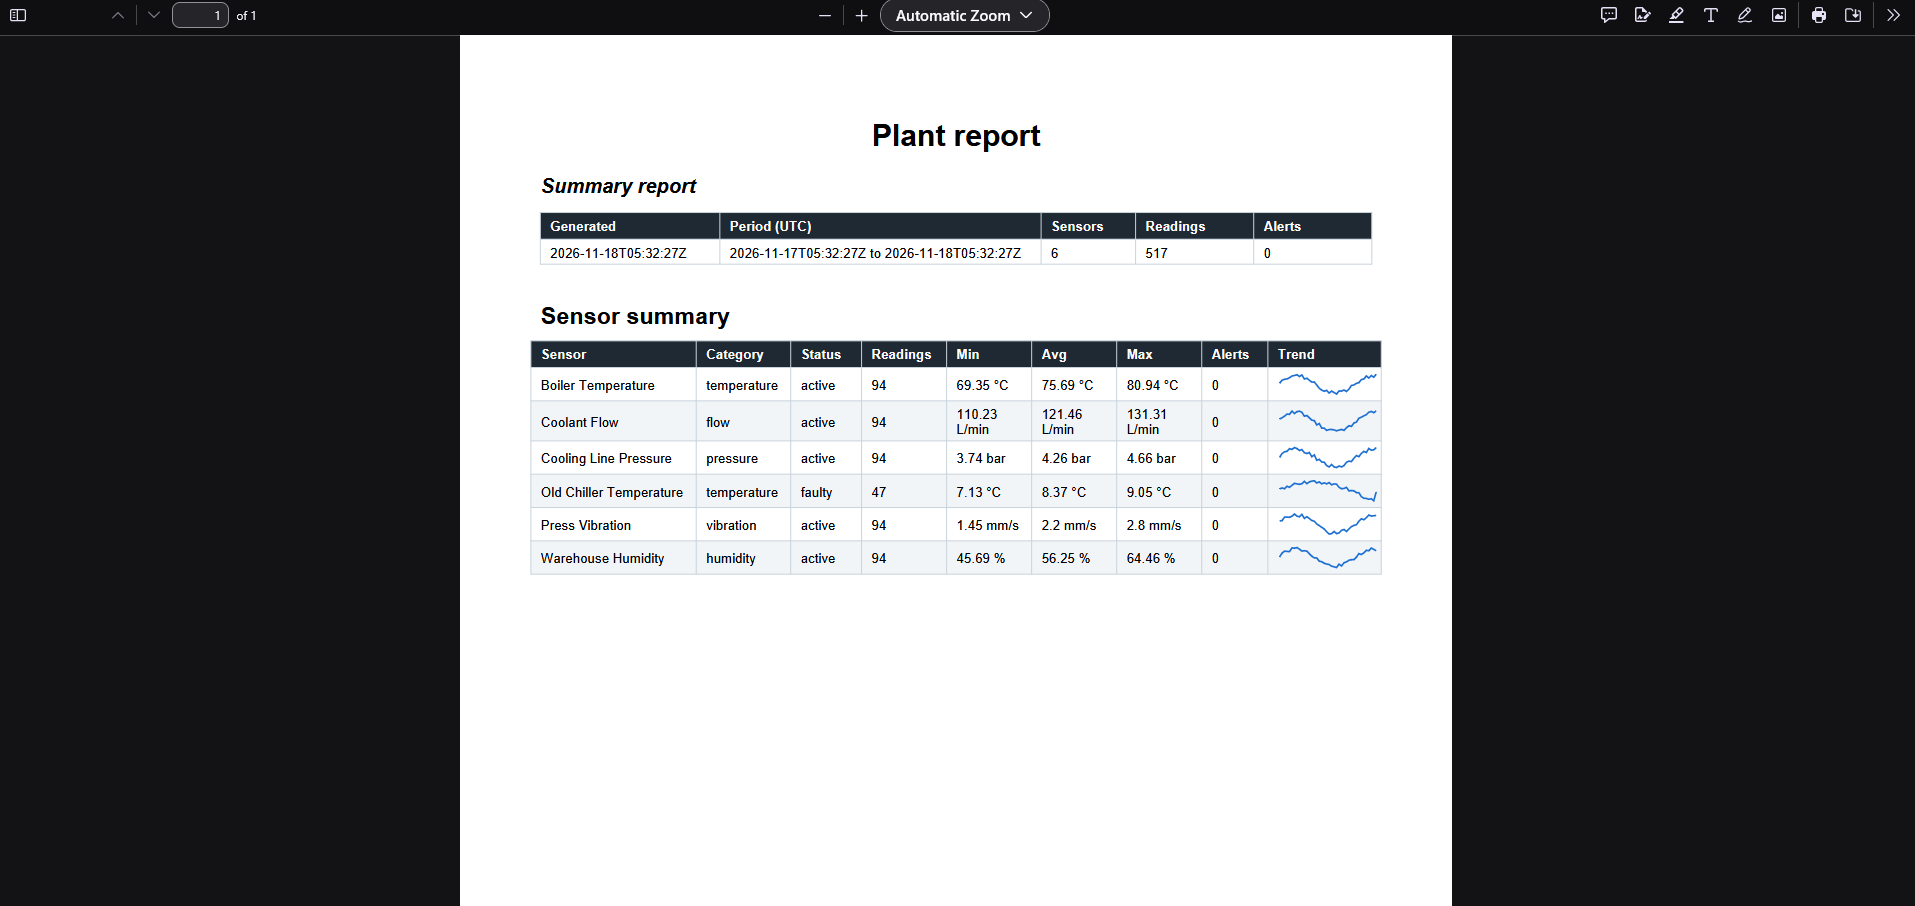 1 of 1
Automatic Zoom
Plant report
Summary report
Generated Period (UTC) Sensors Readings Alerts
2026-11-18T05:32:27Z 2026-11-17T05:32:27Z to 2026-11-18T05:32:27Z 6 517 0
Sensor summary
Sensor Category Status Readings Min Avg Max Alerts Trend
Boiler Temperature temperature active 94 69.35 °C 75.69 °C 80.94 °C 0
Coolant Flow flow active 94 110.23 L/min 121.46 L/min 131.31 L/min 0
Cooling Line Pressure pressure active 94 3.74 bar 4.26 bar 4.66 bar 0
Old Chiller Temperature temperature faulty 47 7.13 °C 8.37 °C 9.05 °C 0
Press Vibration vibration active 94 1.45 mm/s 2.2 mm/s 2.8 mm/s 0
Warehouse Humidity humidity active 94 45.69 % 56.25 % 64.46 % 0